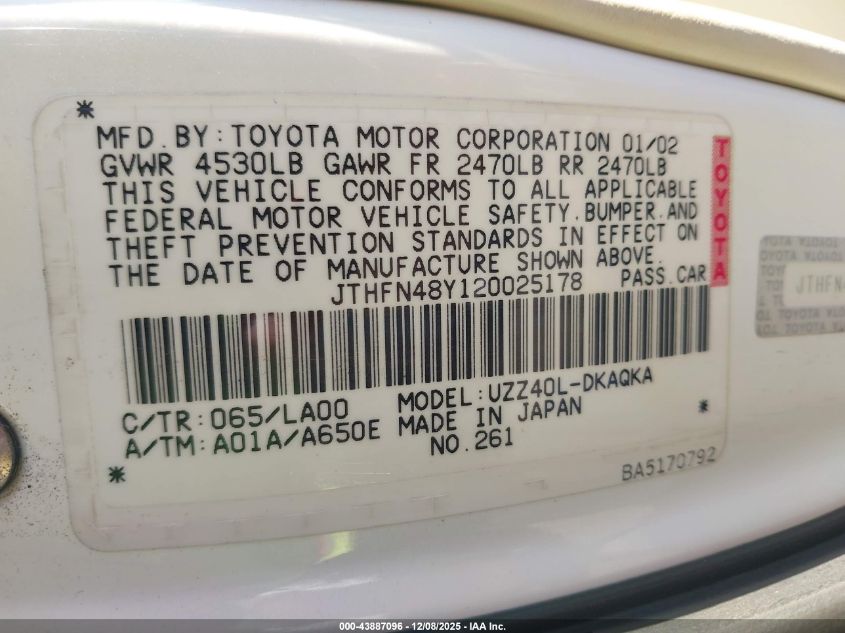 MFD.BY:TOYOTA MOTOR CORPORATION 01/02
GVWR 4530LB GAWR FR 2470LB RR 2470LB
THIS VEHICLE CONFORMS TO ALL APPLICABLE
FEDERAL MOTOR VEHICLE SAFETY.BUMPER.AND
THEFT PREVENTION STANDARDS IN EFFECT ON
THE DATE OF MANUFACTURE SHOWN ABOVE.
JTHFN48Y120025178 PASS.CAR
TOYOTA
C/TR:065/LA00 MODEL:UZZ40L-DKAQKA
A/TM:A01A/A650E MADE IN JAPAN
NO.261
BA5170792
JTHFN4
000-43887096 - 12/08/2025 - IAA Inc.